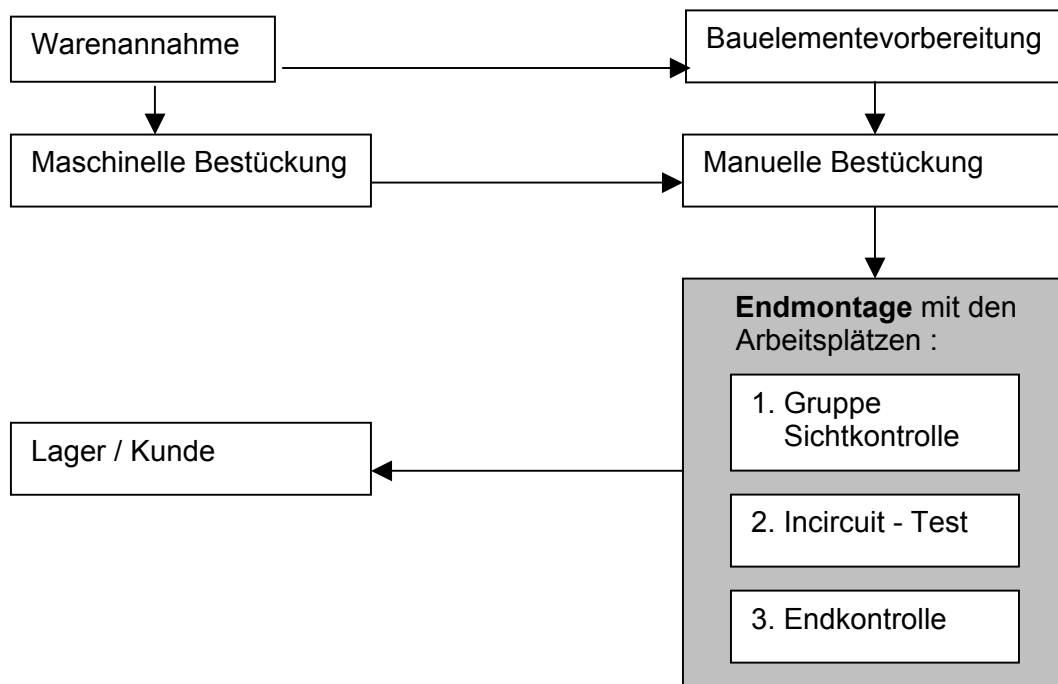 Warenannahme
Bauelementevorbereitung
Maschinelle Bestückung
Manuelle Bestückung
Endmontage mit den
Arbeitsplätzen :
1. Gruppe
Sichtkontrolle
Lager / Kunde
2. Incircuit - Test
3. Endkontrolle